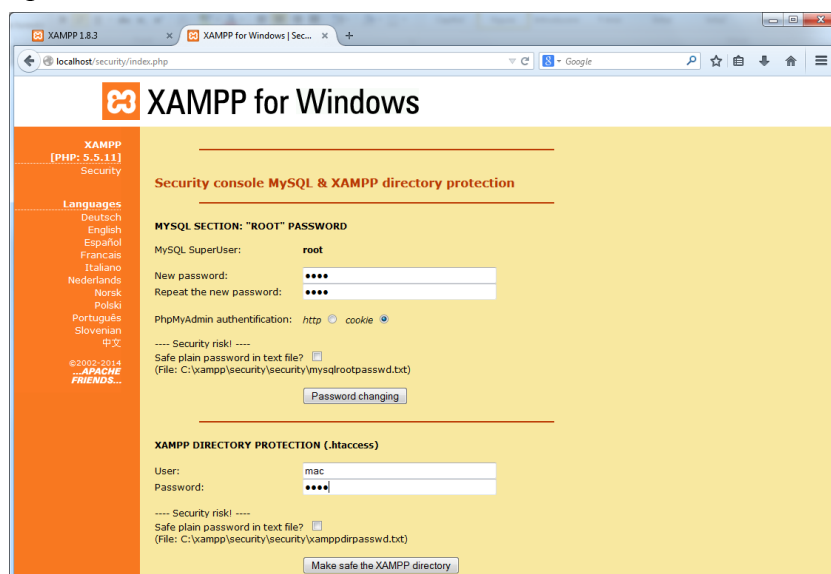 XAMPP 1.8.3
XAMPP for Windows | Sec...
localhost/security/index.php
Google
XAMPP for Windows
XAMPP
[PHP: 5.5.11]
Security
Languages
Deutsch
English
Español
Francais
Italiano
Nederlands
Norsk
Polski
Português
Slovenian
中文
©2002-2014
...APACHE
FRIENDS...
Security console MySQL & XAMPP directory protection
MYSQL SECTION: "ROOT" PASSWORD
MySQL SuperUser: root
New password: ●●●●
Repeat the new password: ●●●●
PhpMyAdmin authentification: http cookie
---- Security risk! ----
Safe plain password in text file?
(File: C:\xampp\security\security\mysqlrootpasswd.txt)
Password changing
XAMPP DIRECTORY PROTECTION (.htaccess)
User: mac
Password: ●●●●
---- Security risk! ----
Safe plain password in text file?
(File: C:\xampp\security\security\xamppdirpasswd.txt)
Make safe the XAMPP directory